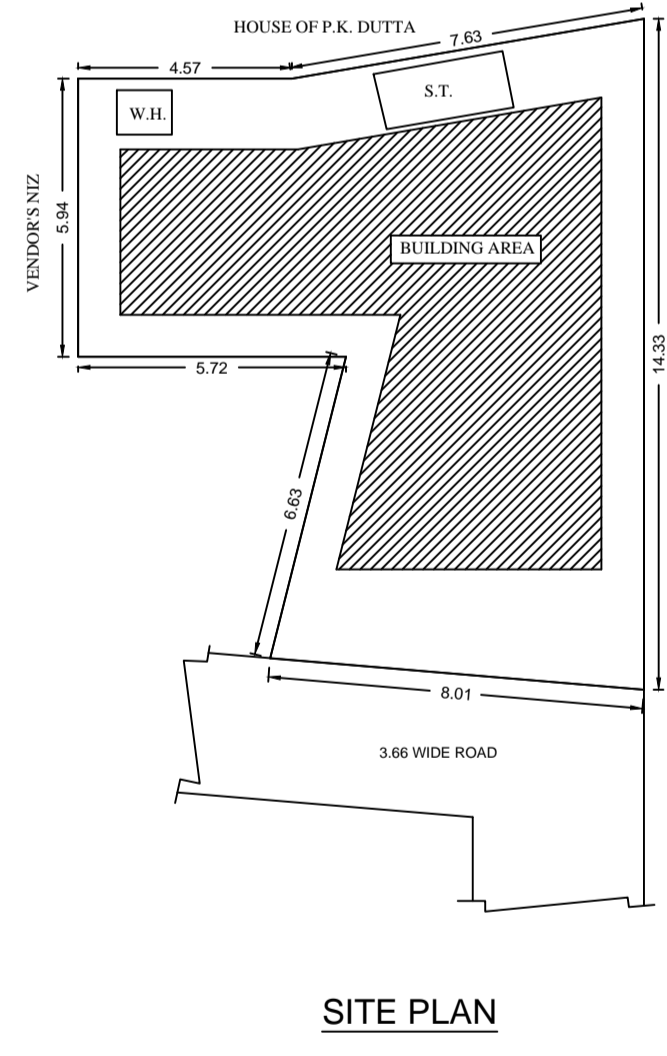 HOUSE OF P.K. DUTTA
7.63
4.57
W.H.
S.T.
VENDOR'S NIZ
5.94
BUILDING AREA
14.33
5.72
6.63
8.01
3.66 WIDE ROAD
SITE PLAN